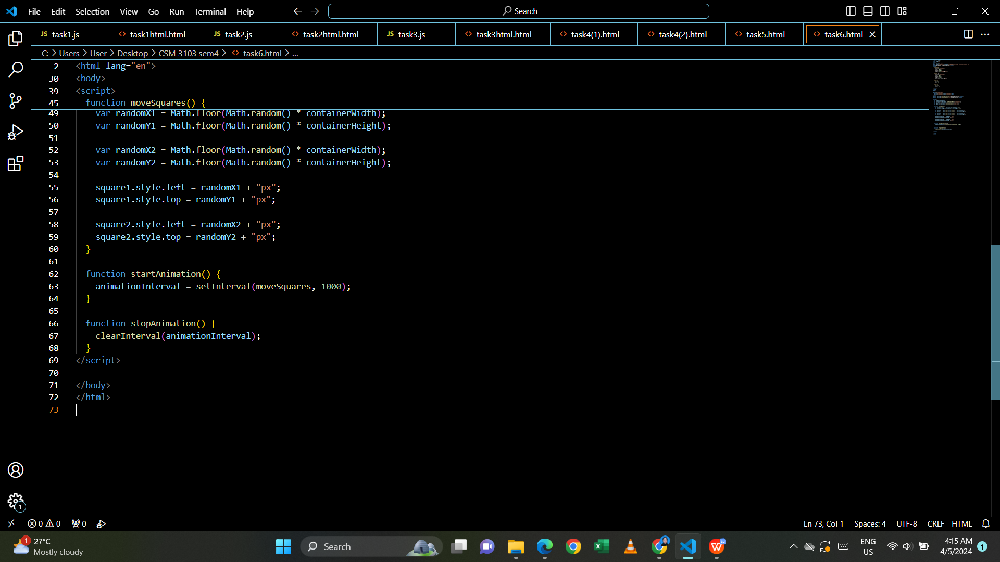 File Edit Selection View Go Run Terminal Help Search
JS task1.js <> task1html.html JS task2.js <> task2html.html JS task3.js <> task3html.html <> task4(1).html <> task4(2).html <> task5.html <> task6.html
C: > Users > User > Desktop > CSM 3103 sem4 > <> task6.html > ...
2 <html lang="en">
30 <body>
39 <script>
45 function moveSquares() {
49 var randomX1 = Math.floor(Math.random() * containerWidth);
50 var randomY1 = Math.floor(Math.random() * containerHeight);
51
52 var randomX2 = Math.floor(Math.random() * containerWidth);
53 var randomY2 = Math.floor(Math.random() * containerHeight);
54
55 square1.style.left = randomX1 + "px";
56 square1.style.top = randomY1 + "px";
57
58 square2.style.left = randomX2 + "px";
59 square2.style.top = randomY2 + "px";
60 }
61
62 function startAnimation() {
63 animationInterval = setInterval(moveSquares, 1000);
64 }
65
66 function stopAnimation() {
67 clearInterval(animationInterval);
68 }
69 </script>
70
71 </body>
72 </html>
73
1
0 0 0 Ln 73, Col 1 Spaces: 4 UTF-8 CRLF HTML
1 27°C
Mostly cloudy
Search
ENG
US
4:15 AM
4/5/2024
1